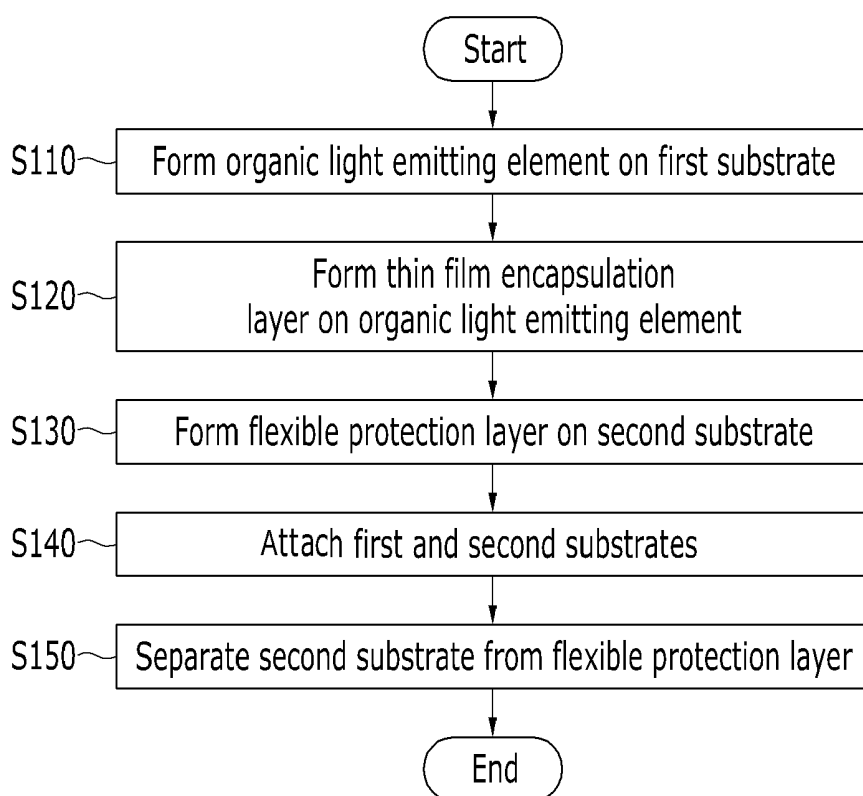 Start
S110 Form organic light emitting element on first substrate
S120 Form thin film encapsulation
layer on organic light emitting element
S130 Form flexible protection layer on second substrate
S140 Attach first and second substrates
S150 Separate second substrate from flexible protection layer
End